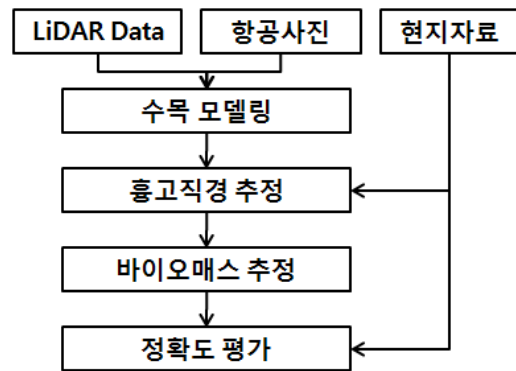 LiDAR Data
항공사진
현지자료
수목 모델링
흉고직경 추정
바이오매스 추정
정확도 평가